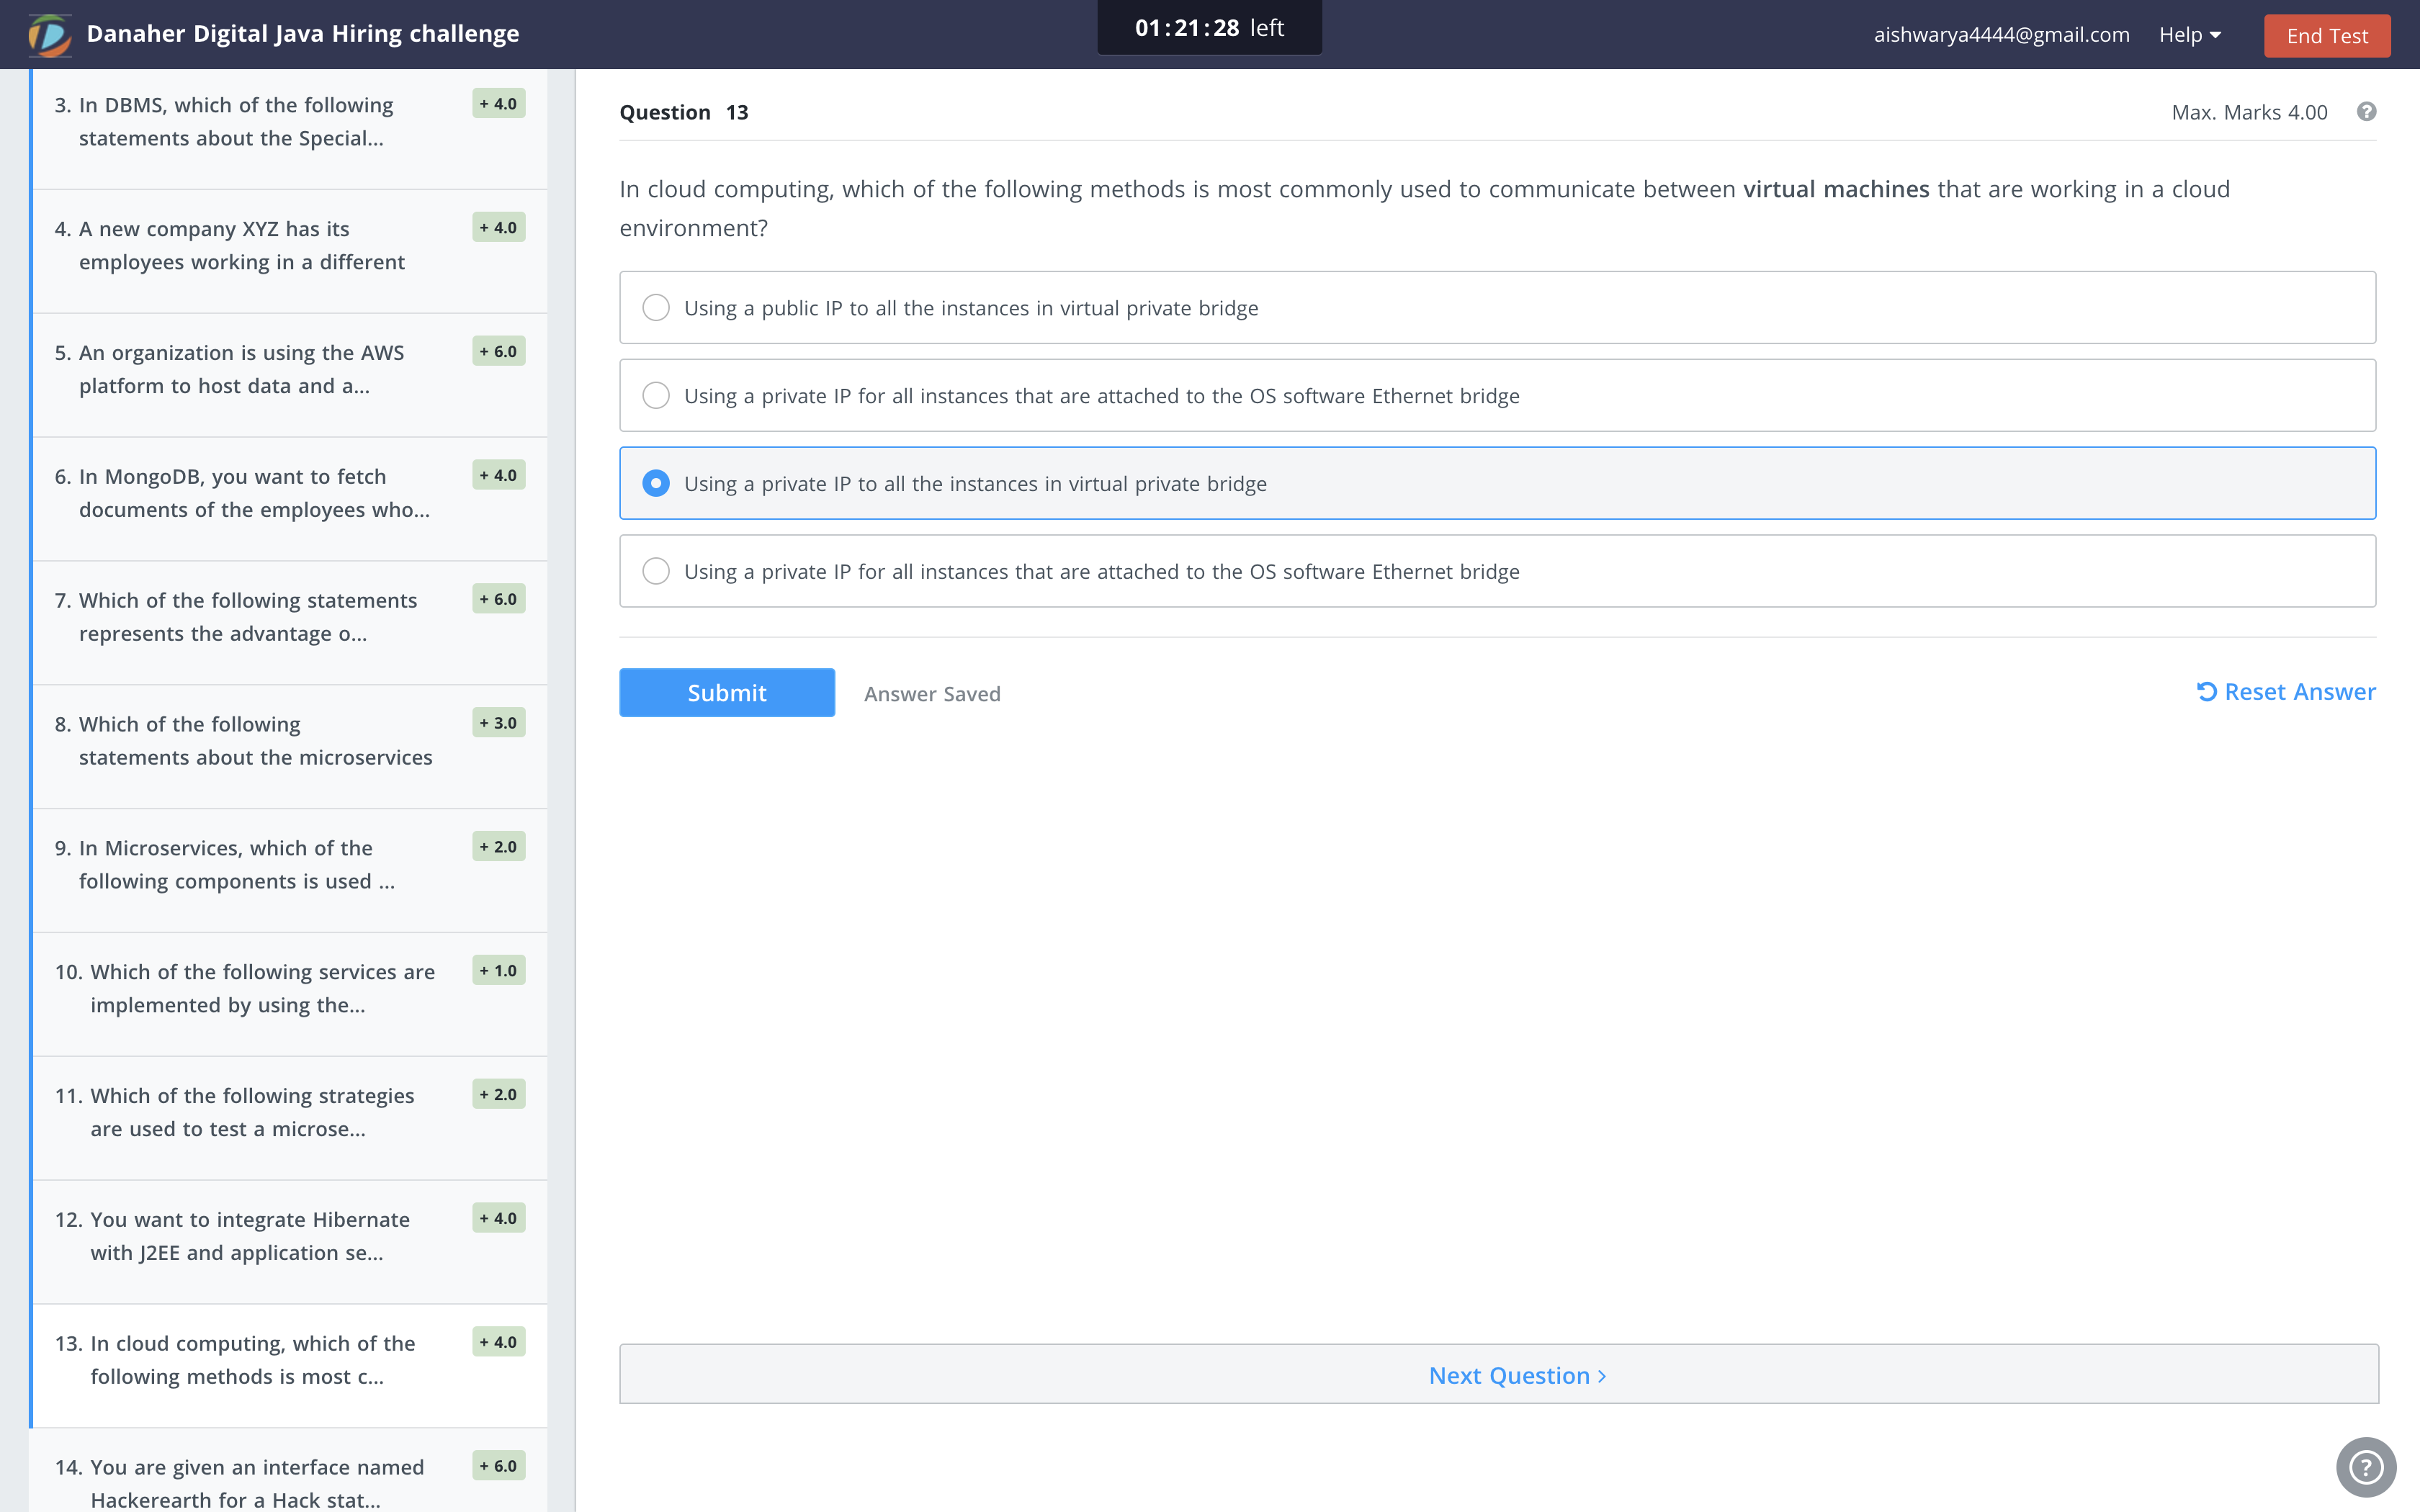 Danaher Digital Java Hiring challenge
01:21:28 left
aishwarya4444@gmail.com
Help
End Test
3. In DBMS, which of the following
statements about the Special...
+ 4.0
4. A new company XYZ has its
employees working in a different
+ 4.0
5. An organization is using the AWS
platform to host data and a...
+ 6.0
6. In MongoDB, you want to fetch
documents of the employees who...
+ 4.0
7. Which of the following statements
represents the advantage o...
+ 6.0
8. Which of the following
statements about the microservices
+ 3.0
9. In Microservices, which of the
following components is used ...
+ 2.0
10. Which of the following services are
implemented by using the...
+ 1.0
11. Which of the following strategies
are used to test a microse...
+ 2.0
12. You want to integrate Hibernate
with J2EE and application se...
+ 4.0
13. In cloud computing, which of the
following methods is most c...
+ 4.0
14. You are given an interface named
Hackerearth for a Hack stat...
+ 6.0
Question 13
Max. Marks 4.00
?
In cloud computing, which of the following methods is most commonly used to communicate between virtual machines that are working in a cloud
environment?
Using a public IP to all the instances in virtual private bridge
Using a private IP for all instances that are attached to the OS software Ethernet bridge
Using a private IP to all the instances in virtual private bridge
Using a private IP for all instances that are attached to the OS software Ethernet bridge
Submit
Answer Saved
Reset Answer
Next Question ›
?